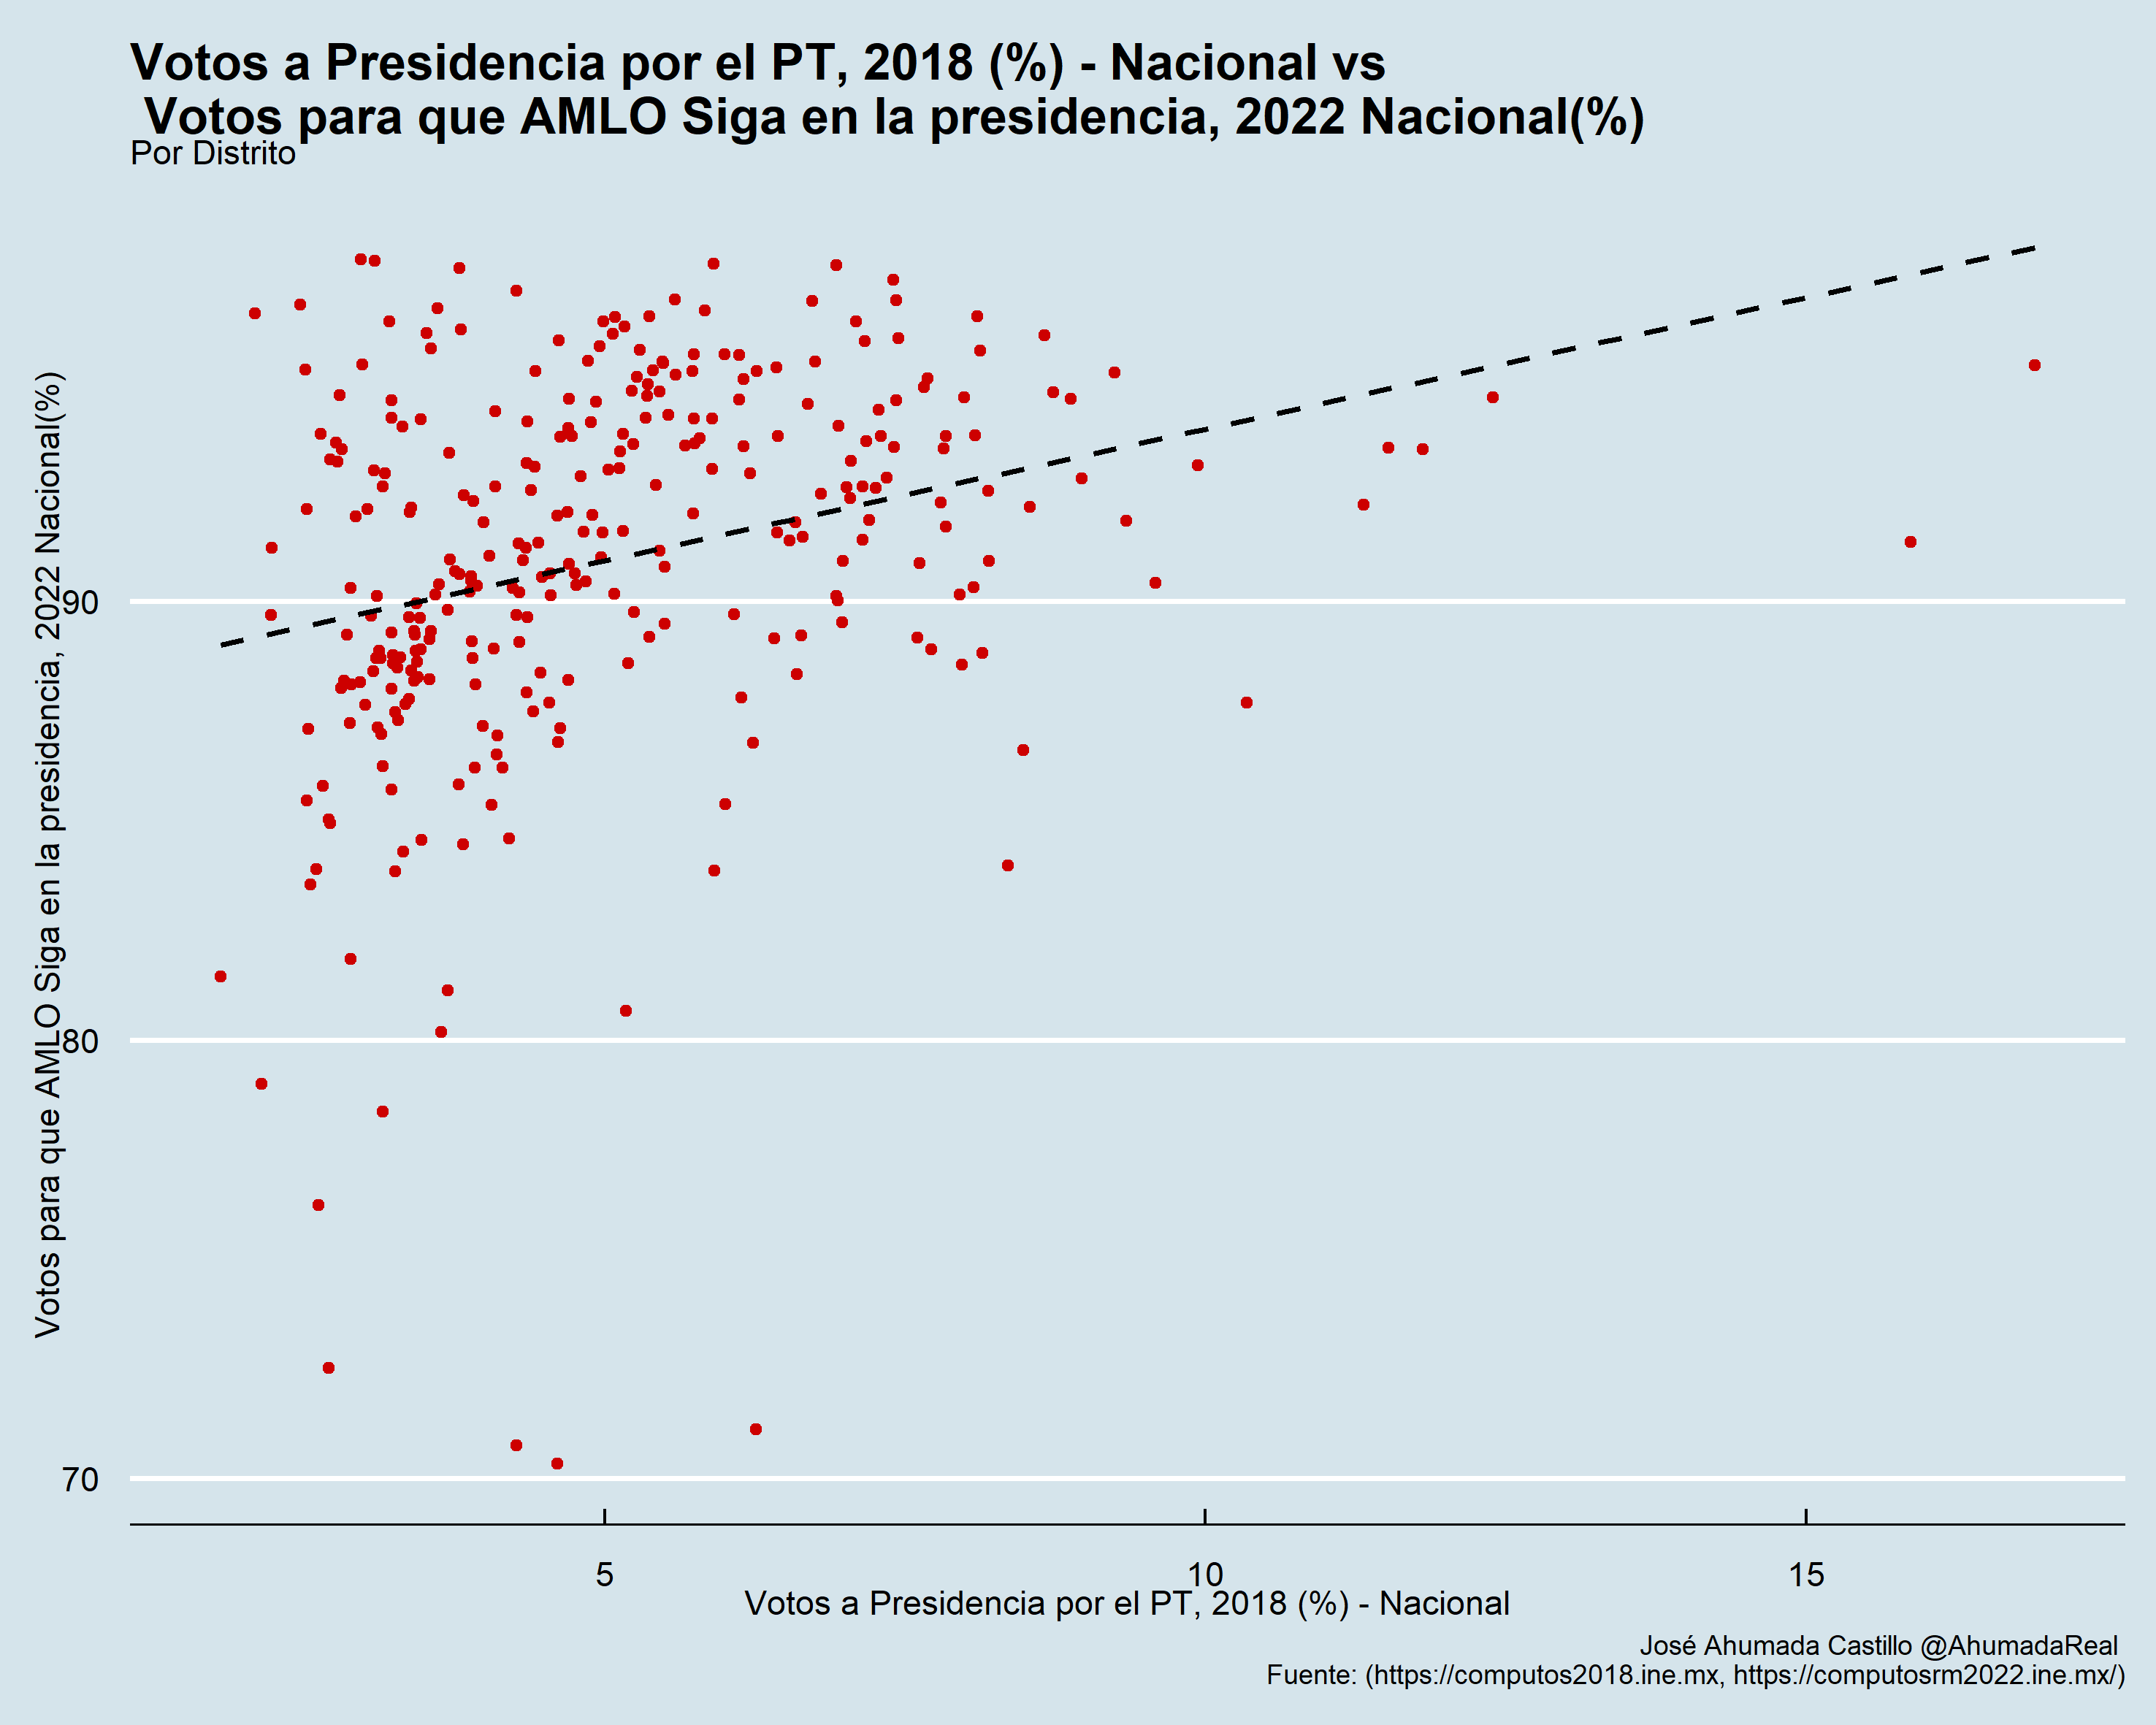 Votos a Presidencia por el PT, 2018 (%) - Nacional vs
Votos para que AMLO Siga en la presidencia, 2022 Nacional(%)
Por Distrito
Votos para que AMLO Siga en la presidencia, 2022 Nacional(%)
90
80
70
5
10
15
Votos a Presidencia por el PT, 2018 (%) - Nacional
José Ahumada Castillo @AhumadaReal
Fuente: (https://computos2018.ine.mx, https://computosrm2022.ine.mx/)